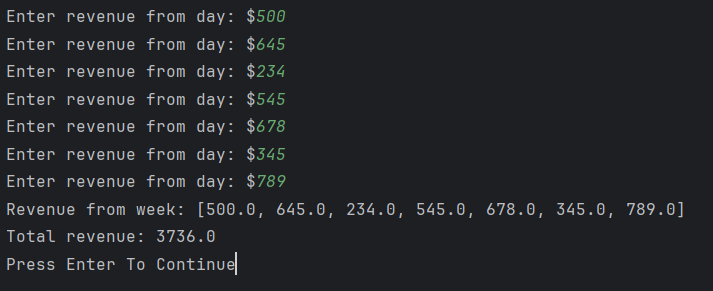 Enter revenue from day: $500
Enter revenue from day: $645
Enter revenue from day: $234
Enter revenue from day: $545
Enter revenue from day: $678
Enter revenue from day: $345
Enter revenue from day: $789
Revenue from week: [500.0, 645.0, 234.0, 545.0, 678.0, 345.0, 789.0]
Total revenue: 3736.0
Press Enter To Continue